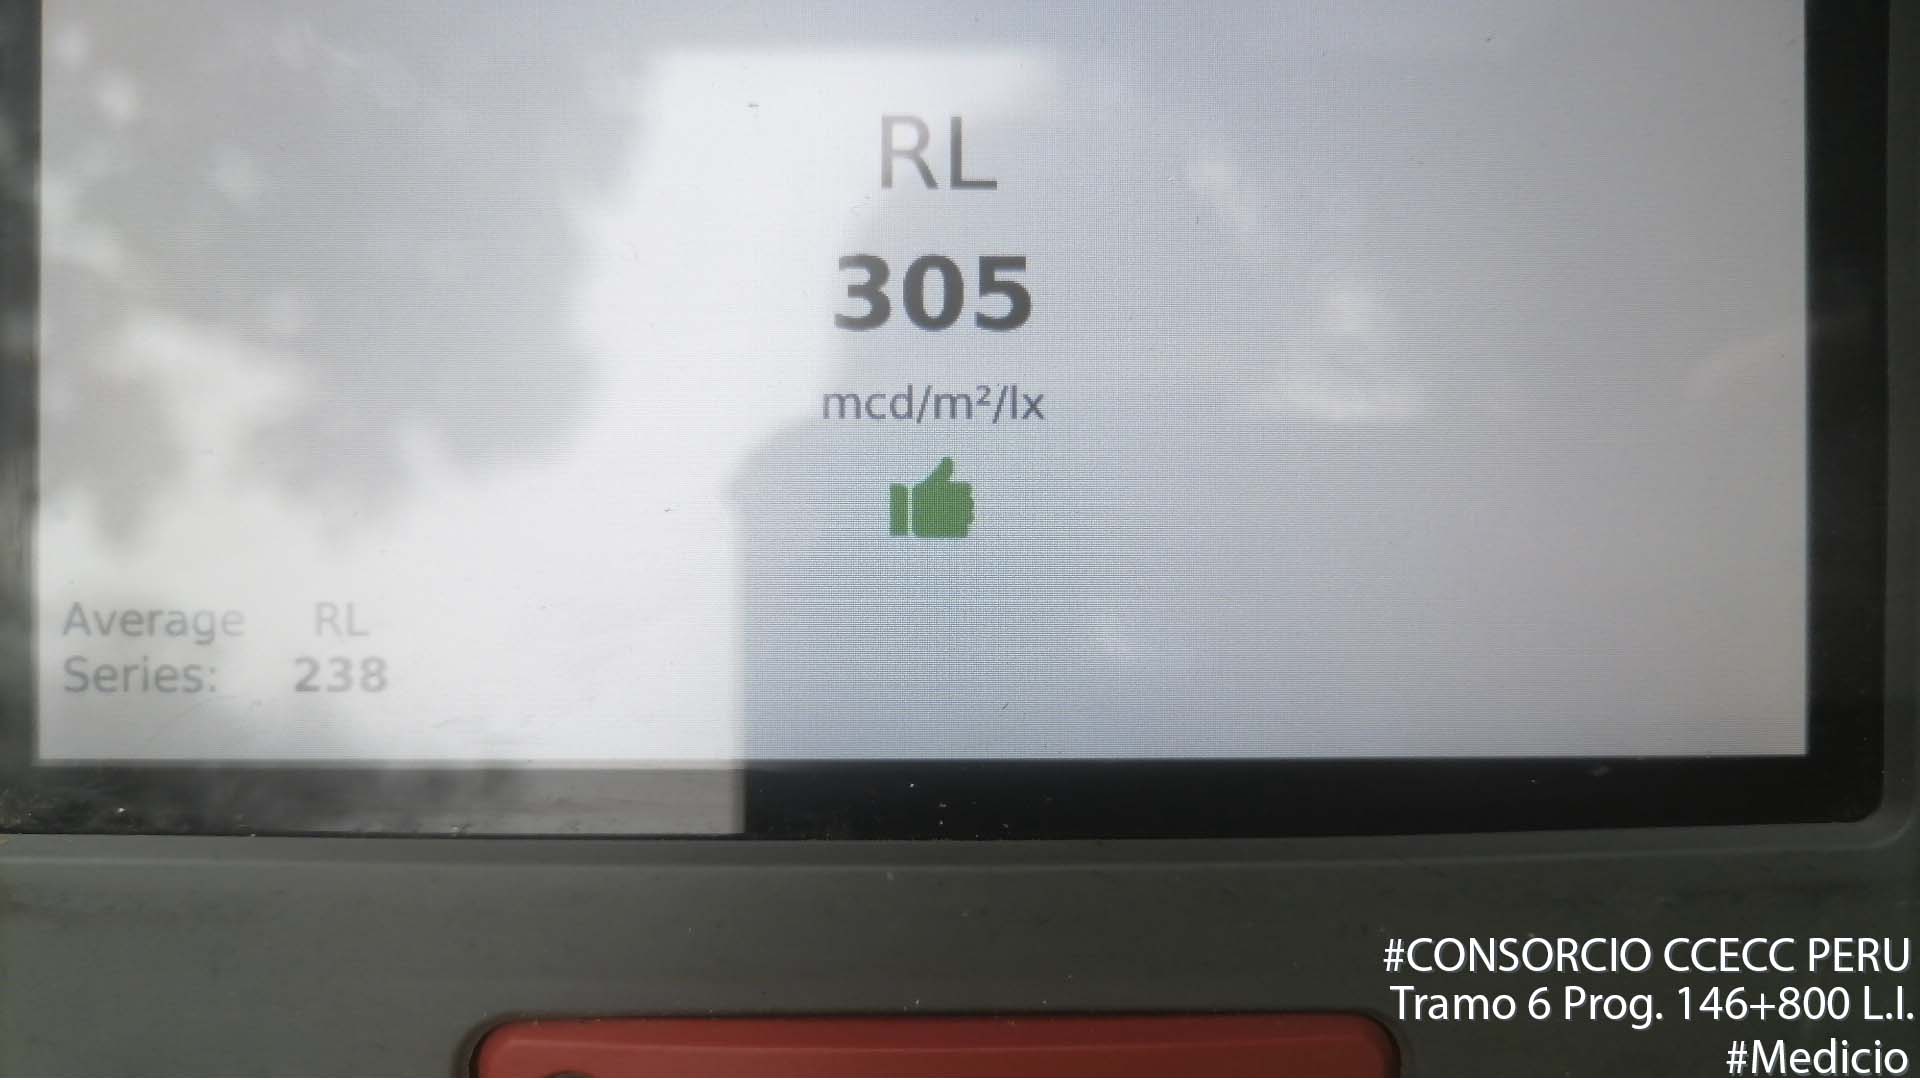 RL
305
mcd/m²/lx
Average RL
Series: 238
#CONSORCIO CCECC PERU
Tramo 6 Prog. 146+800 L.I.
#Medicio